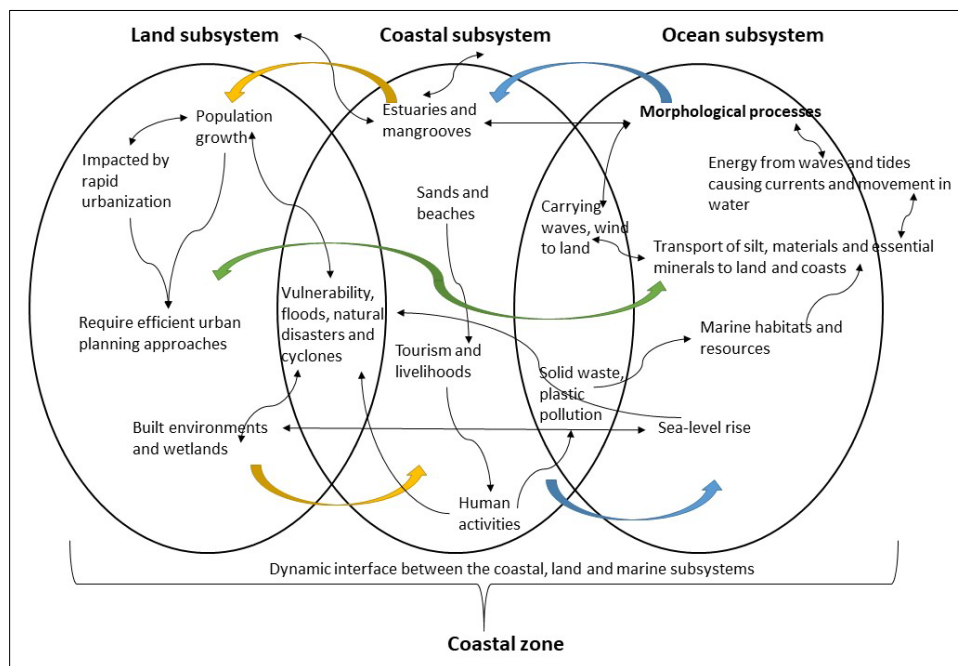 Land subsystem
Coastal subsystem
Ocean subsystem
Population
growth
Estuaries and
mangrooves
Morphological processes
Impacted by
rapid
urbanization
Energy from waves and tides
causing currents and movement in
water
Sands and
beaches
Carrying
waves, wind
to land
Transport of silt, materials and essential
minerals to land and coasts
Vulnerability,
floods, natural
disasters and
cyclones
Require efficient urban
planning approaches
Tourism and
livelihoods
Marine habitats and
resources
Solid waste,
plastic
pollution
Built environments
and wetlands
Sea-level rise
Human
activities
Dynamic interface between the coastal, land and marine subsystems
Coastal zone